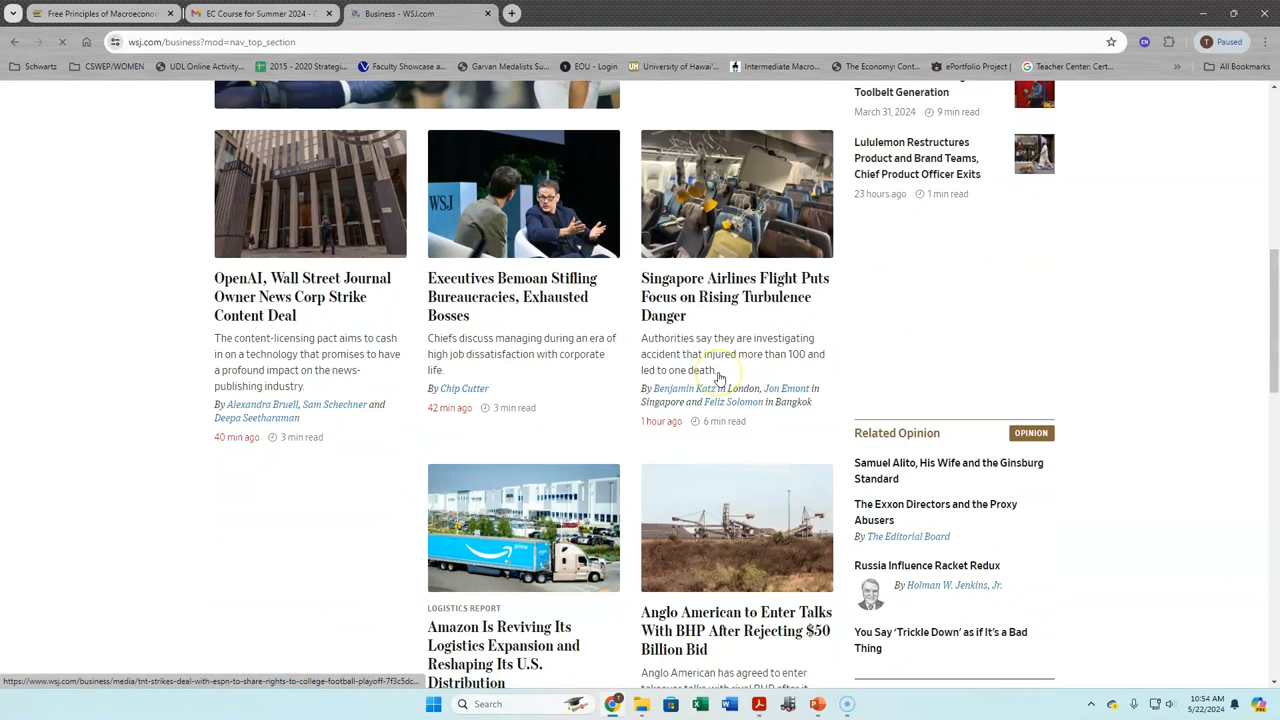 Free Principles of Macroeconom
EC Course for Summer 2024 - 
Business - WSJ.com
wsj.com/business?mod=nav_top_section
Paused
Schwartz
CSWEP/WOMEN
UDL Online Activity...
2015 - 2020 Strategi...
Faculty Showcase a...
Garvan Medalists Su...
EOU - Login
University of Hawai'...
Intermediate Macro...
The Economy: Cont...
ePortfolio Project |...
Teacher Center: Cert...
All Bookmarks
Toolbelt Generation
March 31, 2024 9 min read
Lululemon Restructures
Product and Brand Teams,
Chief Product Officer Exits
23 hours ago 1 min read
WSJ
OpenAI, Wall Street Journal
Owner News Corp Strike
Content Deal
The content-licensing pact aims to cash
in on a technology that promises to have
a profound impact on the news-
publishing industry.
By Alexandra Bruell, Sam Schechner and
Deepa Seetharaman
40 min ago 3 min read
Executives Bemoan Stifling
Bureaucracies, Exhausted
Bosses
Chiefs discuss managing during an era of
high job dissatisfaction with corporate
life.
By Chip Cutter
42 min ago 3 min read
Singapore Airlines Flight Puts
Focus on Rising Turbulence
Danger
Authorities say they are investigating
accident that injured more than 100 and
led to one death.
By Benjamin Katz in London, Jon Emont in
Singapore and Feliz Solomon in Bangkok
1 hour ago 6 min read
Related Opinion OPINION
Samuel Alito, His Wife and the Ginsburg
Standard
The Exxon Directors and the Proxy
Abusers
By The Editorial Board
Russia Influence Racket Redux
By Holman W. Jenkins, Jr.
You Say ‘Trickle Down’ as if It’s a Bad
Thing
prime
LOGISTICS REPORT
Amazon Is Reviving Its
Logistics Expansion and
Reshaping Its U.S.
Distribution
Anglo American to Enter Talks
With BHP After Rejecting $50
Billion Bid
Anglo American has agreed to enter
https://www.wsj.com/business/media/tnt-strikes-deal-with-espn-to-share-rights-to-college-football-playoff-7f3c5dc...
Search
10:54 AM
5/22/2024